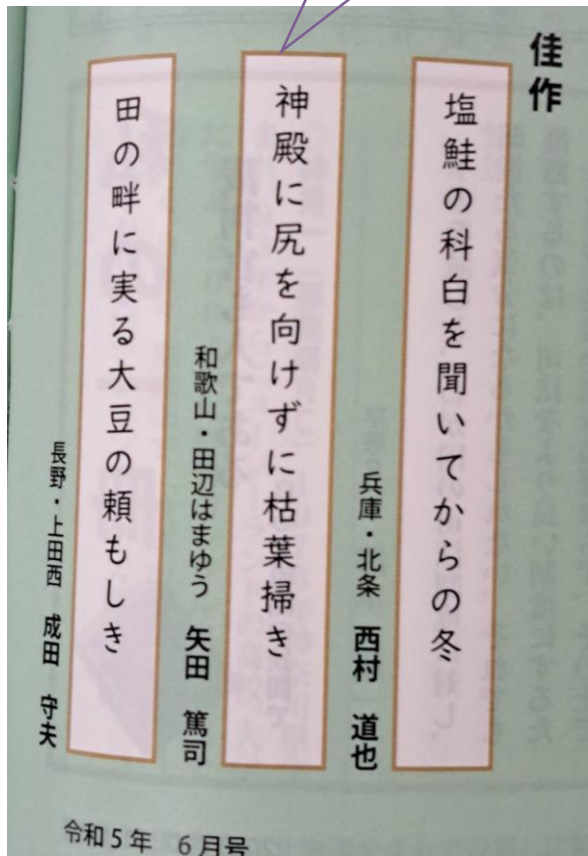 佳作
塩鮭の科白を聞いてからの冬
兵庫・北条 西村 道也
神殿に尻を向けずに枯葉掃き
和歌山・田辺はまゆう 矢田 篤司
田の畔に実る大豆の頼もしき
長野・上田西 成田 守夫
令和5年 6月号